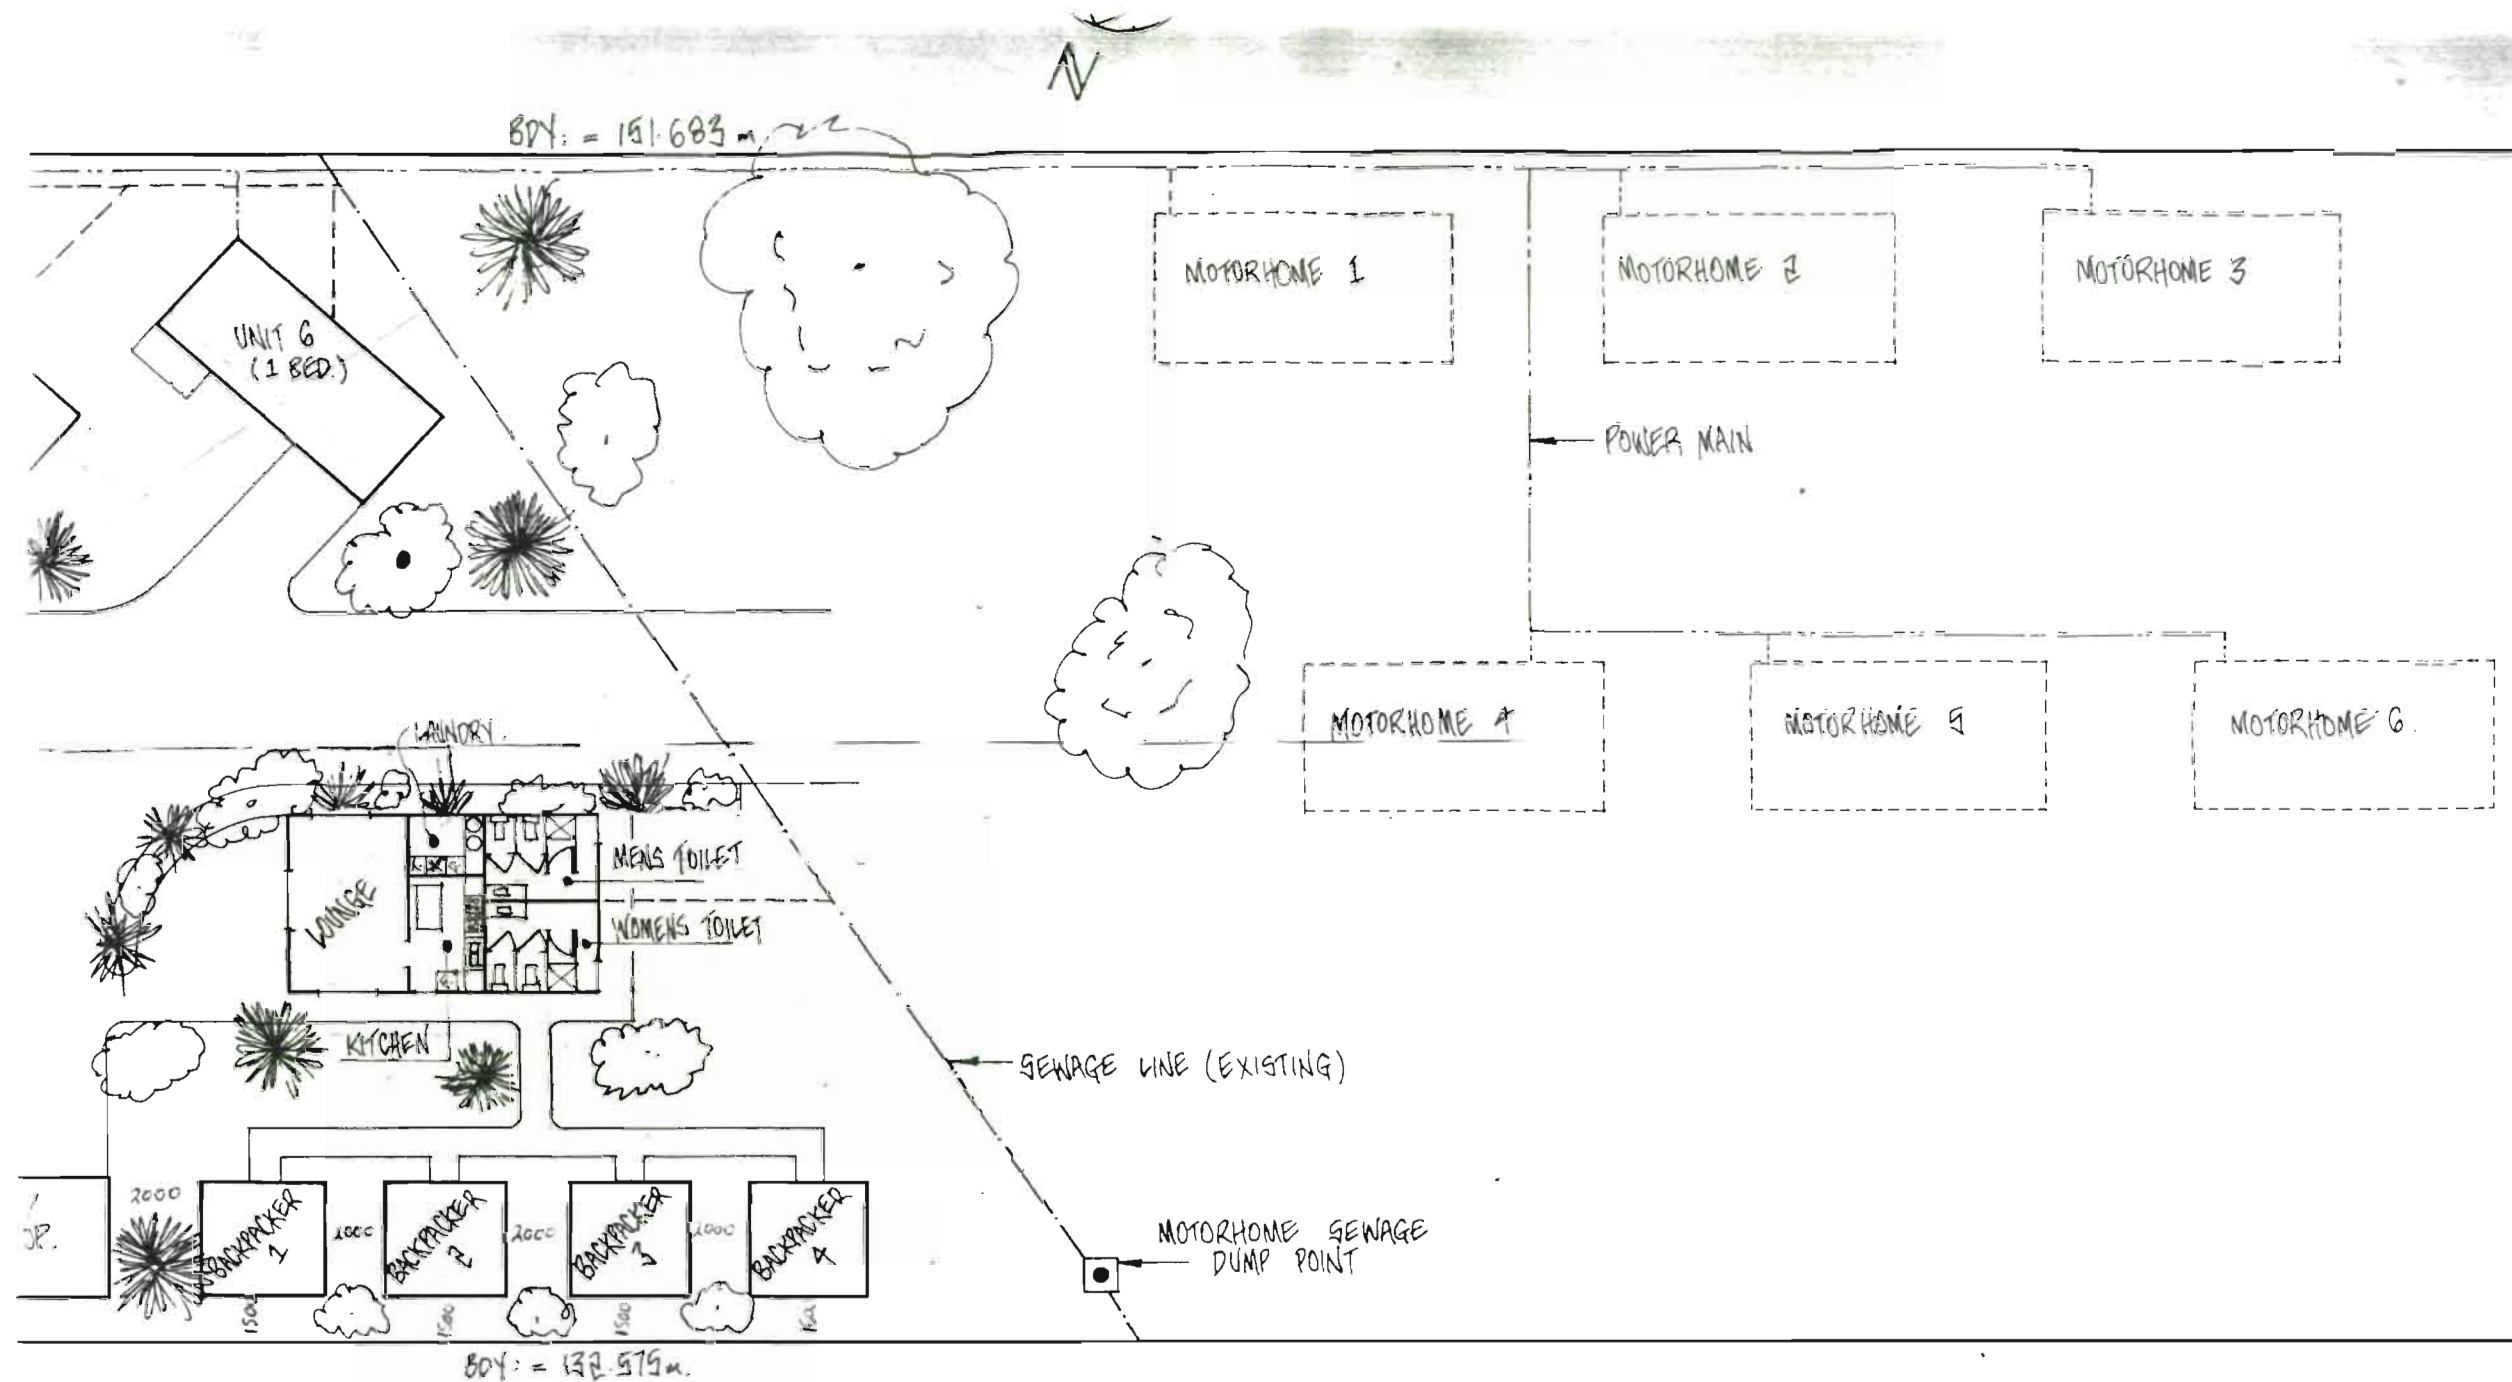 N
BDY: = 151.683 m
MOTORHOME 1
MOTORHOME 2
MOTORHOME 3
UNIT 6
(1 BED.)
POWER MAIN
MOTORHOME 4
MOTORHOME 5
MOTORHOME 6.
LAUNDRY.
MENS TOILET
LOUNGE
WOMENS TOILET
KITCHEN
SEWAGE LINE (EXISTING)
2000
BACKPACKER
1
2000
BACKPACKER
2
2000
BACKPACKER
3
2000
BACKPACKER
4
MOTORHOME SEWAGE
DUMP POINT
1500
1500
1500
BDY: = 132.575m.